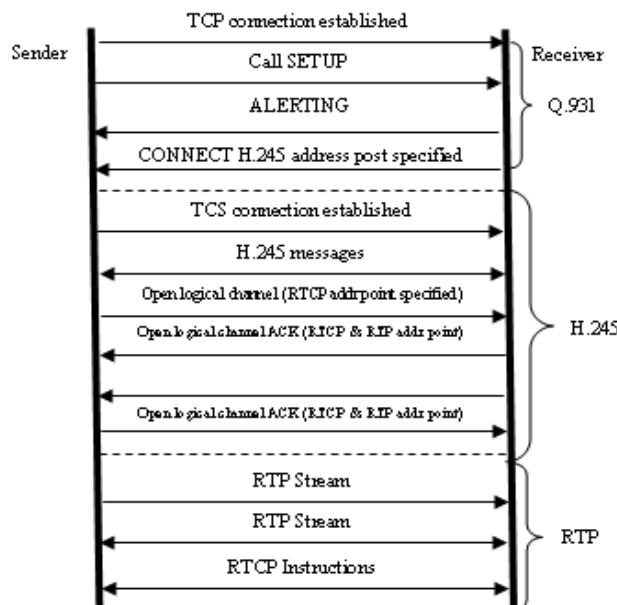 TCP connection established
Sender
Receiver
Call SETUP
Q.931
ALERTING
CONNECT H.245 address post specified
TCS connection established
H.245 messages
Open logical channel (RTCP addrpoint specified)
H.245
Open logical channel ACK (RTCP & RTP addr point)
Open logical channel ACK (RTCP & RTP addr point)
RTP Stream
RTP Stream
RTP
RTCP Instructions